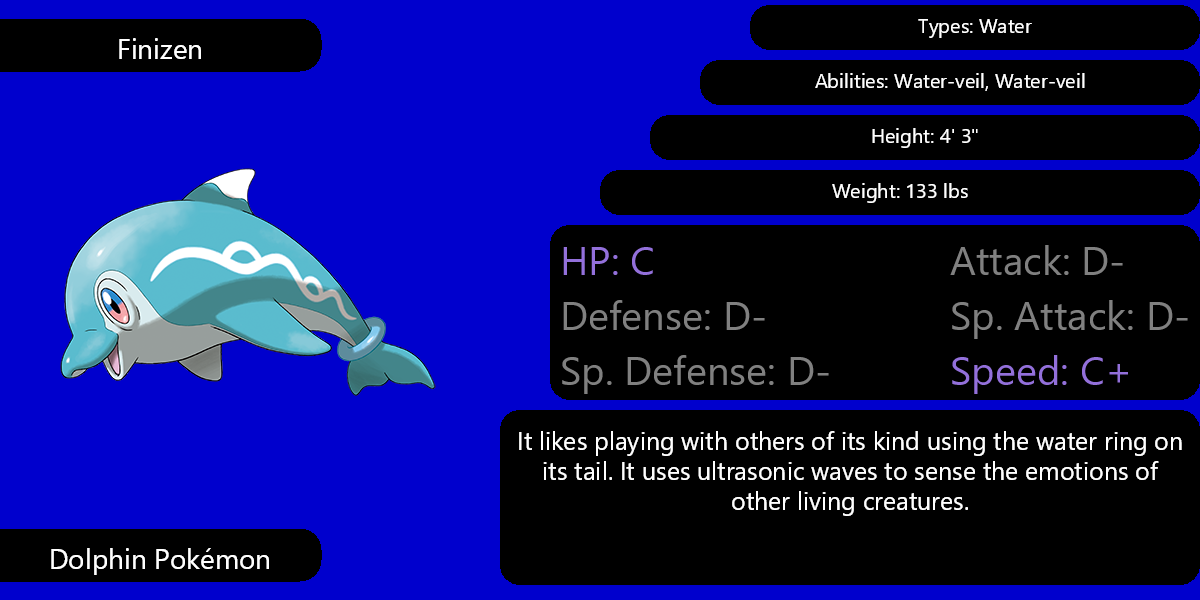 Finizen
Types: Water
Abilities: Water-veil, Water-veil
Height: 4' 3"
Weight: 133 lbs
HP: C
Attack: D-
Defense: D-
Sp. Attack: D-
Sp. Defense: D-
Speed: C+
It likes playing with others of its kind using the water ring on
its tail. It uses ultrasonic waves to sense the emotions of
other living creatures.
Dolphin Pokémon